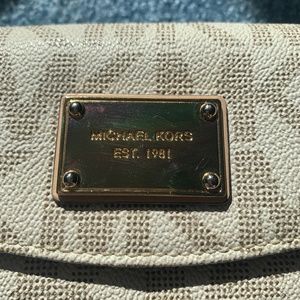 MICHAEL KORS
EST. 1981